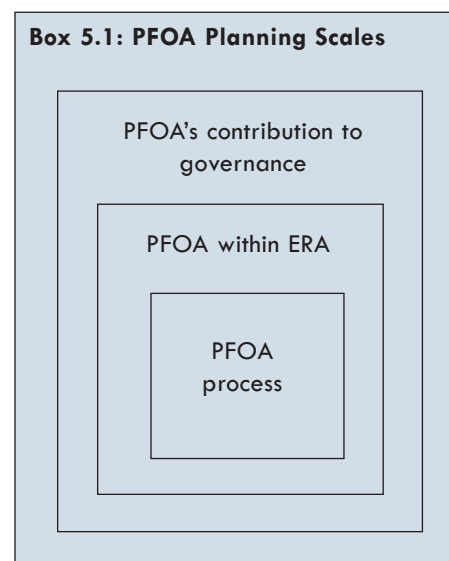 Box 5.1: PFOA Planning Scales
PFOA’s contribution to
governance
PFOA within ERA
PFOA
process